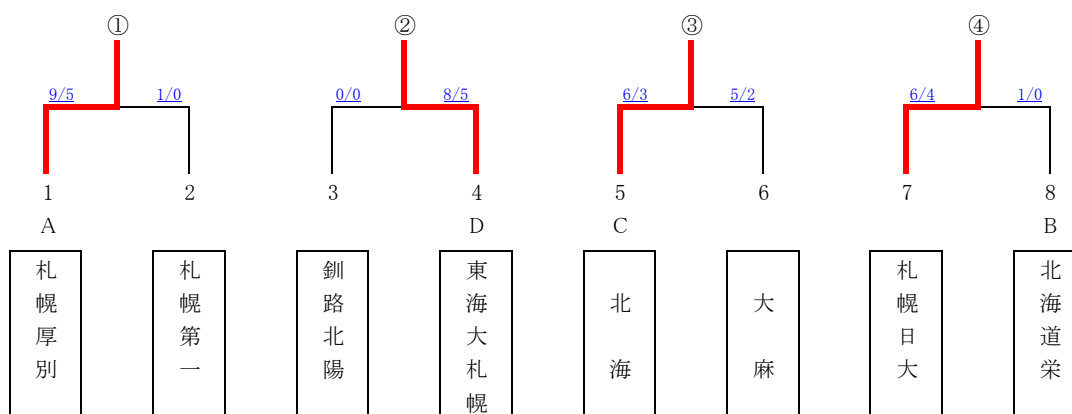 ① ② ③ ④
9/5 1/0 0/0 8/5 6/3 5/2 6/4 1/0
1 2 3 4 5 6 7 8
A D C B
札幌厚別
札幌第一
釧路北陽
東海大札幌
北海
大麻
札幌日大
北海道栄